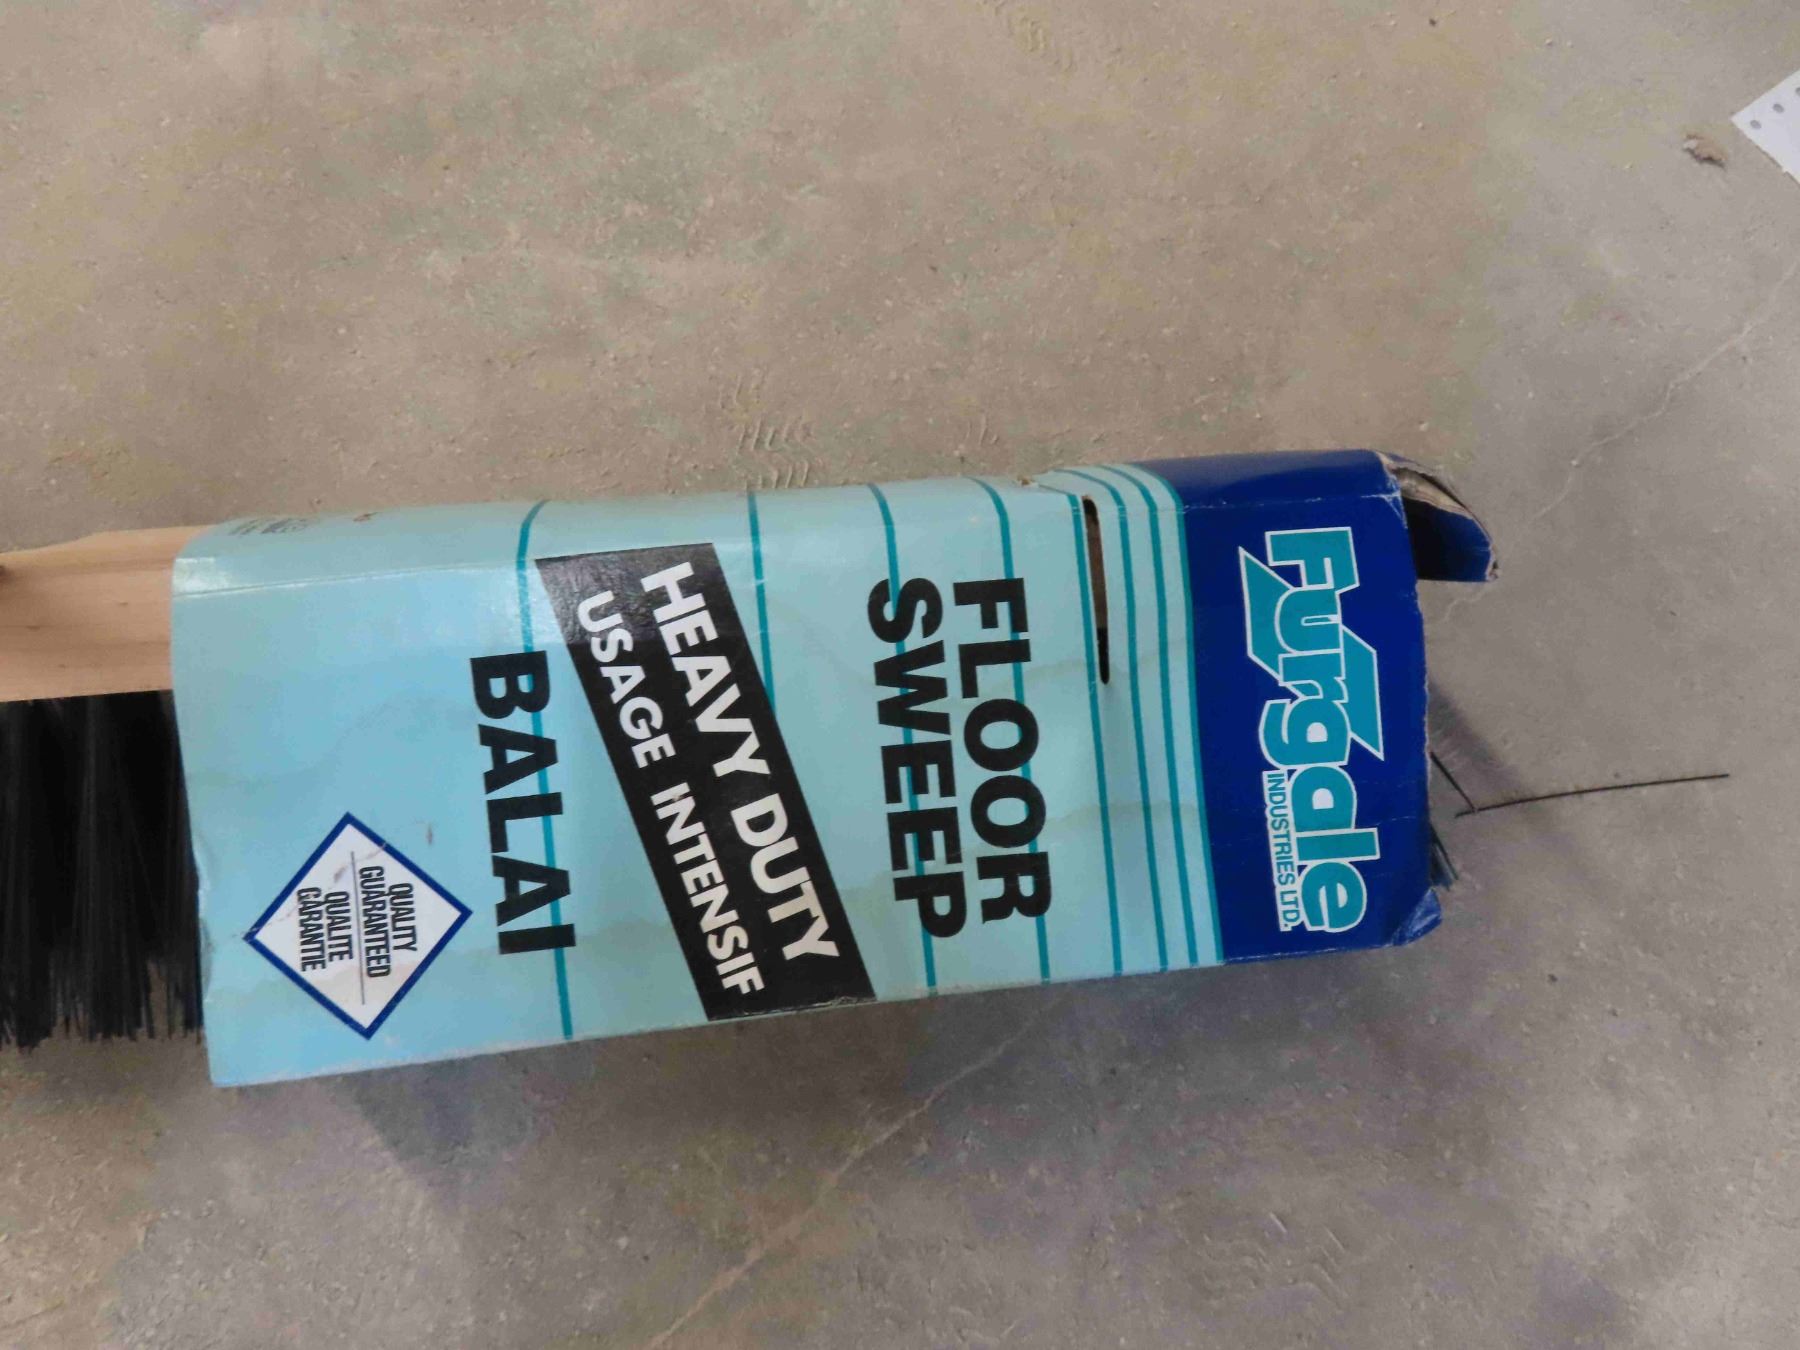 Furgale
INDUSTRIES LTD.
FLOOR
SWEEP
HEAVY DUTY
USAGE INTENSIF
BALAI
QUALITY
GUARANTEED
QUALITE
GARANTIE